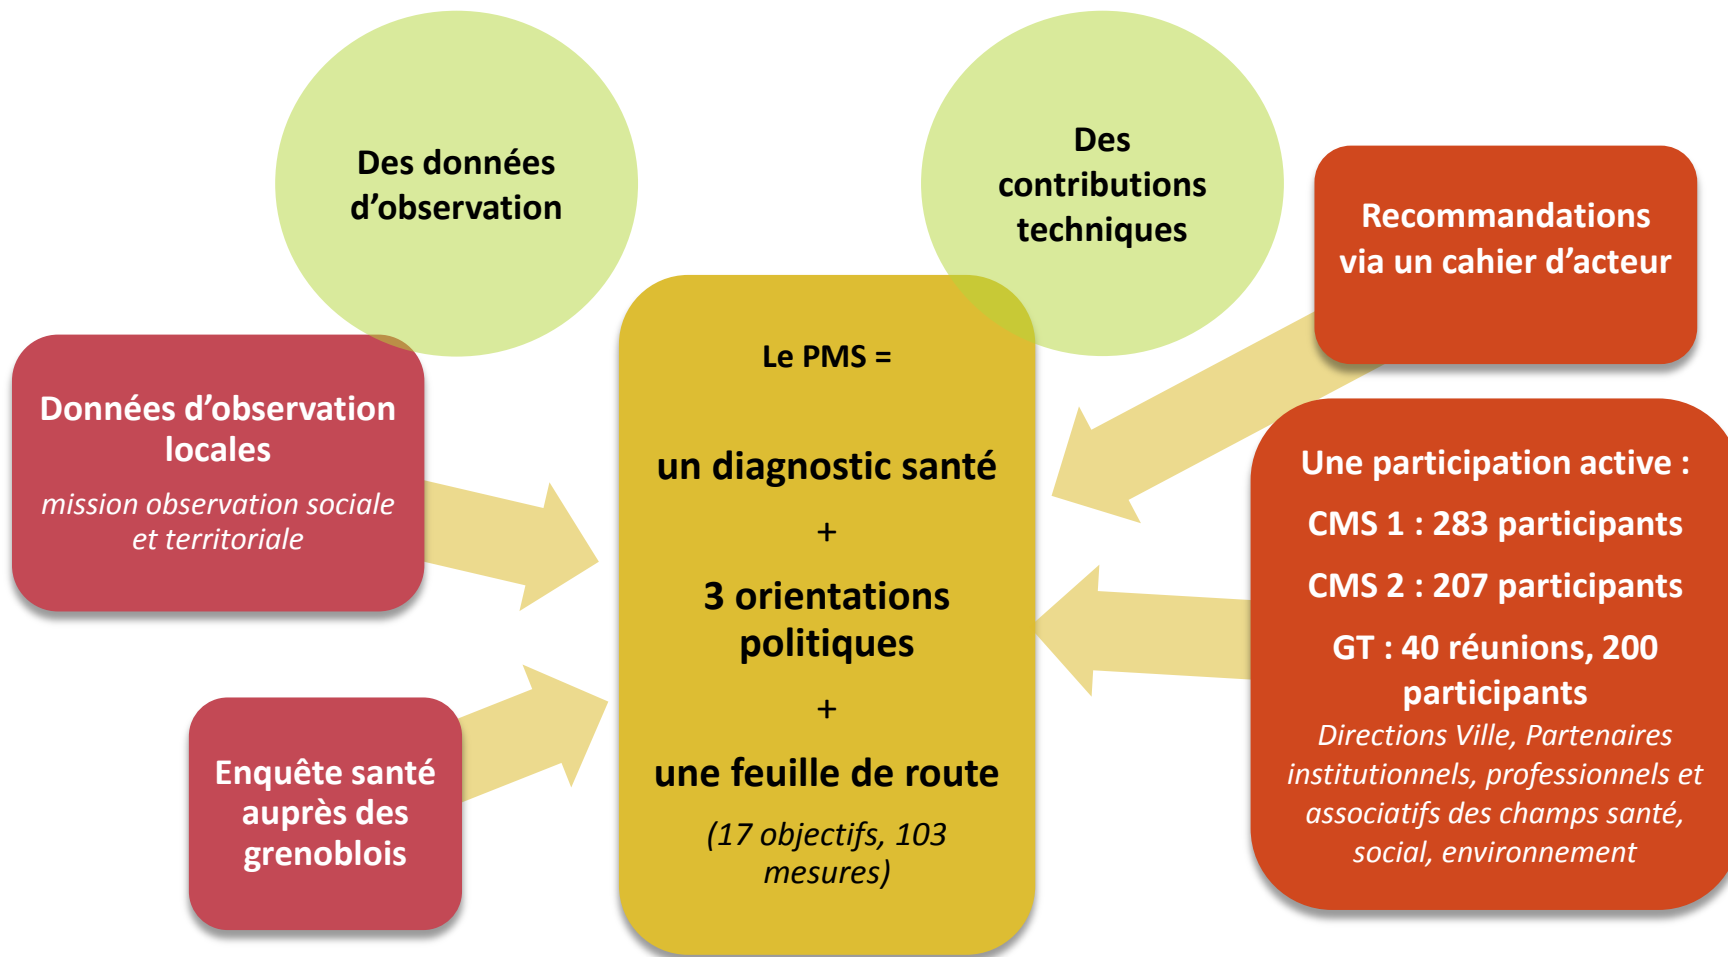 Des données
d’observation
Des
contributions
techniques
Recommandations
via un cahier d’acteur
Données d’observation
locales
mission observation sociale
et territoriale
Enquête santé
auprès des
grenoblois
Le PMS =
un diagnostic santé
+
3 orientations
politiques
+
une feuille de route
(17 objectifs, 103
mesures)
Une participation active :
CMS 1 : 283 participants
CMS 2 : 207 participants
GT : 40 réunions, 200
participants
Directions Ville, Partenaires
institutionnels, professionnels et
associatifs des champs santé,
social, environnement